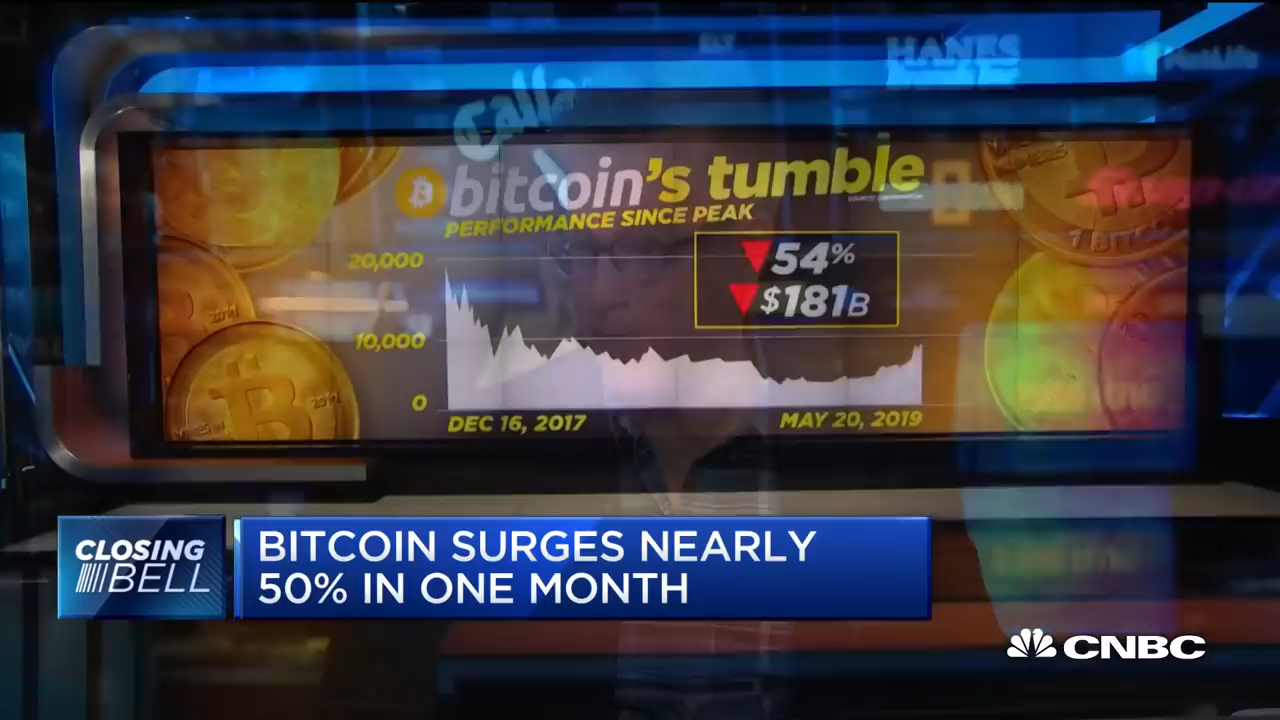 HANES
bitcoin's tumble
PERFORMANCE SINCE PEAK
20,000
54%
$181B
10,000
0
DEC 16, 2017
MAY 20, 2019
CLOSING
BELL
BITCOIN SURGES NEARLY
50% IN ONE MONTH
CNBC